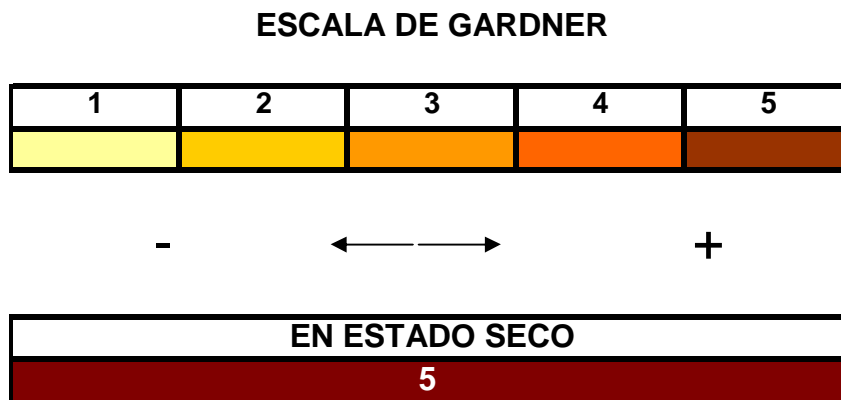 ESCALA DE GARDNER
1 2 3 4 5
- +
EN ESTADO SECO
5